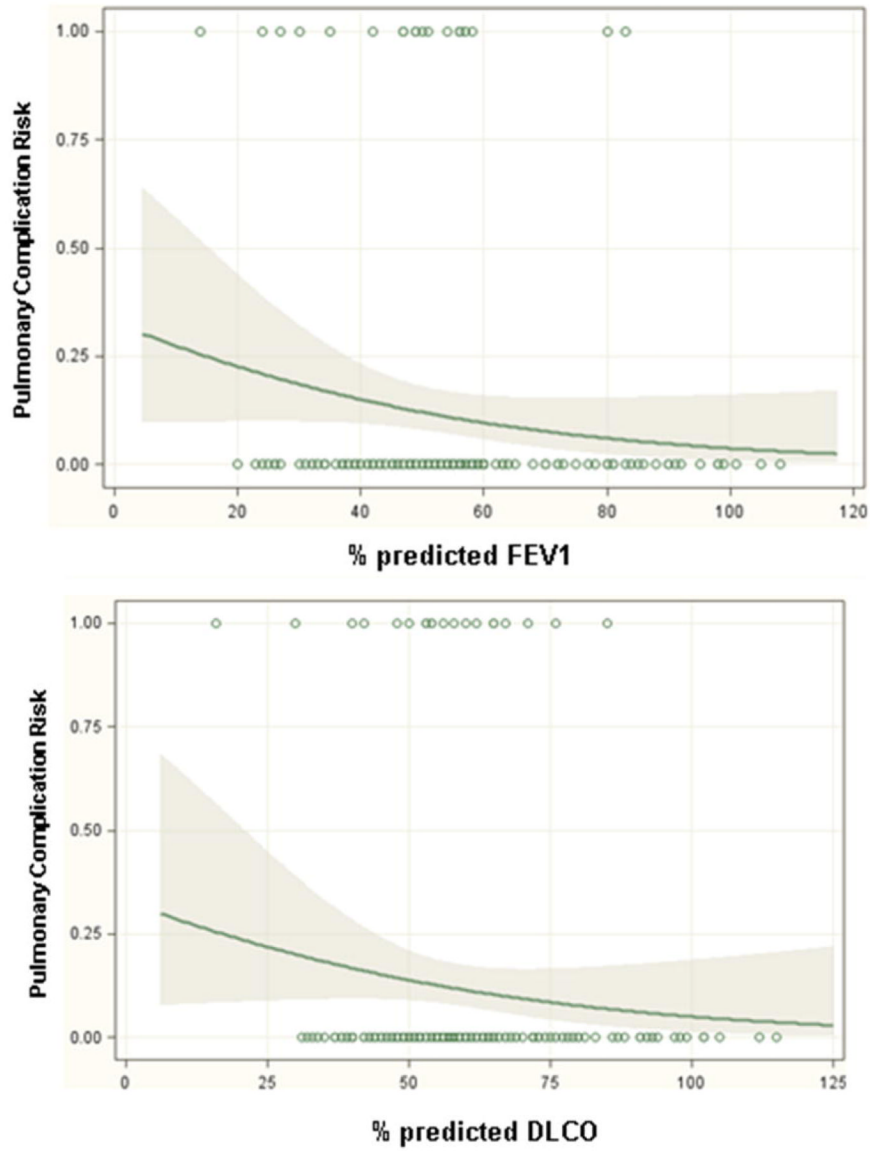 Pulmonary Complication Risk
1.00
0.75
0.50
0.25
0.00
0 20 40 60 80 100 120
% predicted FEV1
Pulmonary Complication Risk
1.00
0.75
0.50
0.25
0.00
0 25 50 75 100 125
% predicted DLCO